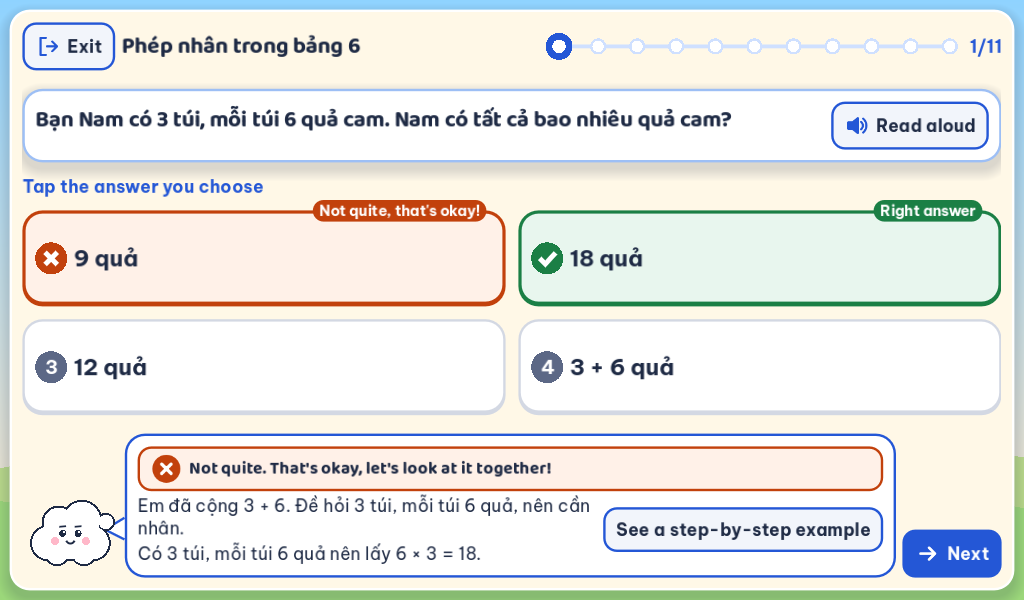 Exit
Phép nhân trong bảng 6
1/11
Bạn Nam có 3 túi, mỗi túi 6 quả cam. Nam có tất cả bao nhiêu quả cam?
Read aloud
Tap the answer you choose
Not quite, that's okay!
9 quả
Right answer
18 quả
3 12 quả
4 3 + 6 quả
Not quite. That's okay, let's look at it together!
Em đã cộng 3 + 6. Đề hỏi 3 túi, mỗi túi 6 quả, nên cần
nhân.
Có 3 túi, mỗi túi 6 quả nên lấy 6 × 3 = 18.
See a step-by-step example
Next